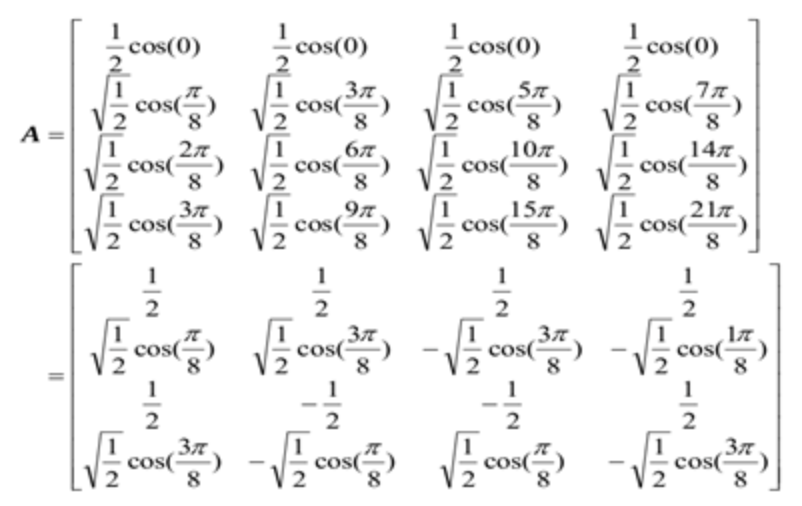 A = [ 1/2 cos(0) 1/2 cos(0) 1/2 cos(0) 1/2 cos(0)
√(1/2) cos(π/8) √(1/2) cos(3π/8) √(1/2) cos(5π/8) √(1/2) cos(7π/8)
√(1/2) cos(2π/8) √(1/2) cos(6π/8) √(1/2) cos(10π/8) √(1/2) cos(14π/8)
√(1/2) cos(3π/8) √(1/2) cos(9π/8) √(1/2) cos(15π/8) √(1/2) cos(21π/8) ]
= [ 1/2 1/2 1/2 1/2
√(1/2) cos(π/8) √(1/2) cos(3π/8) −√(1/2) cos(3π/8) −√(1/2) cos(1π/8)
1/2 −1/2 −1/2 1/2
√(1/2) cos(3π/8) −√(1/2) cos(π/8) √(1/2) cos(π/8) −√(1/2) cos(3π/8) ]